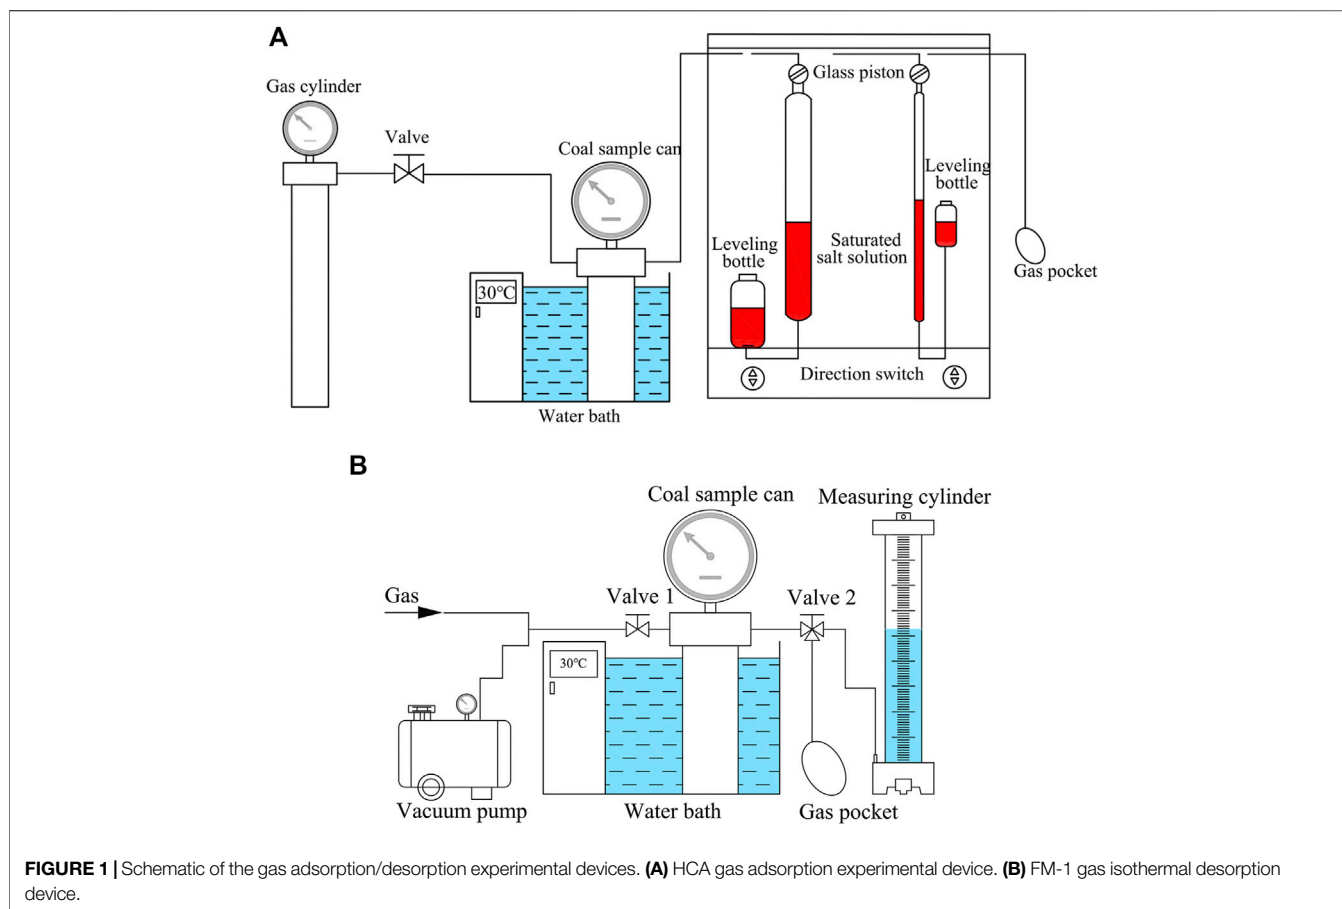 A
Gas cylinder
Valve
Coal sample can
30℃
Water bath
Glass piston
Leveling
bottle
Leveling
bottle
Saturated
salt solution
Direction switch
Gas pocket
B
Coal sample can
Measuring cylinder
Gas
Valve 1
Valve 2
30℃
Vacuum pump
Water bath
Gas pocket
FIGURE 1 | Schematic of the gas adsorption/desorption experimental devices. (A) HCA gas adsorption experimental device. (B) FM-1 gas isothermal desorption
device.